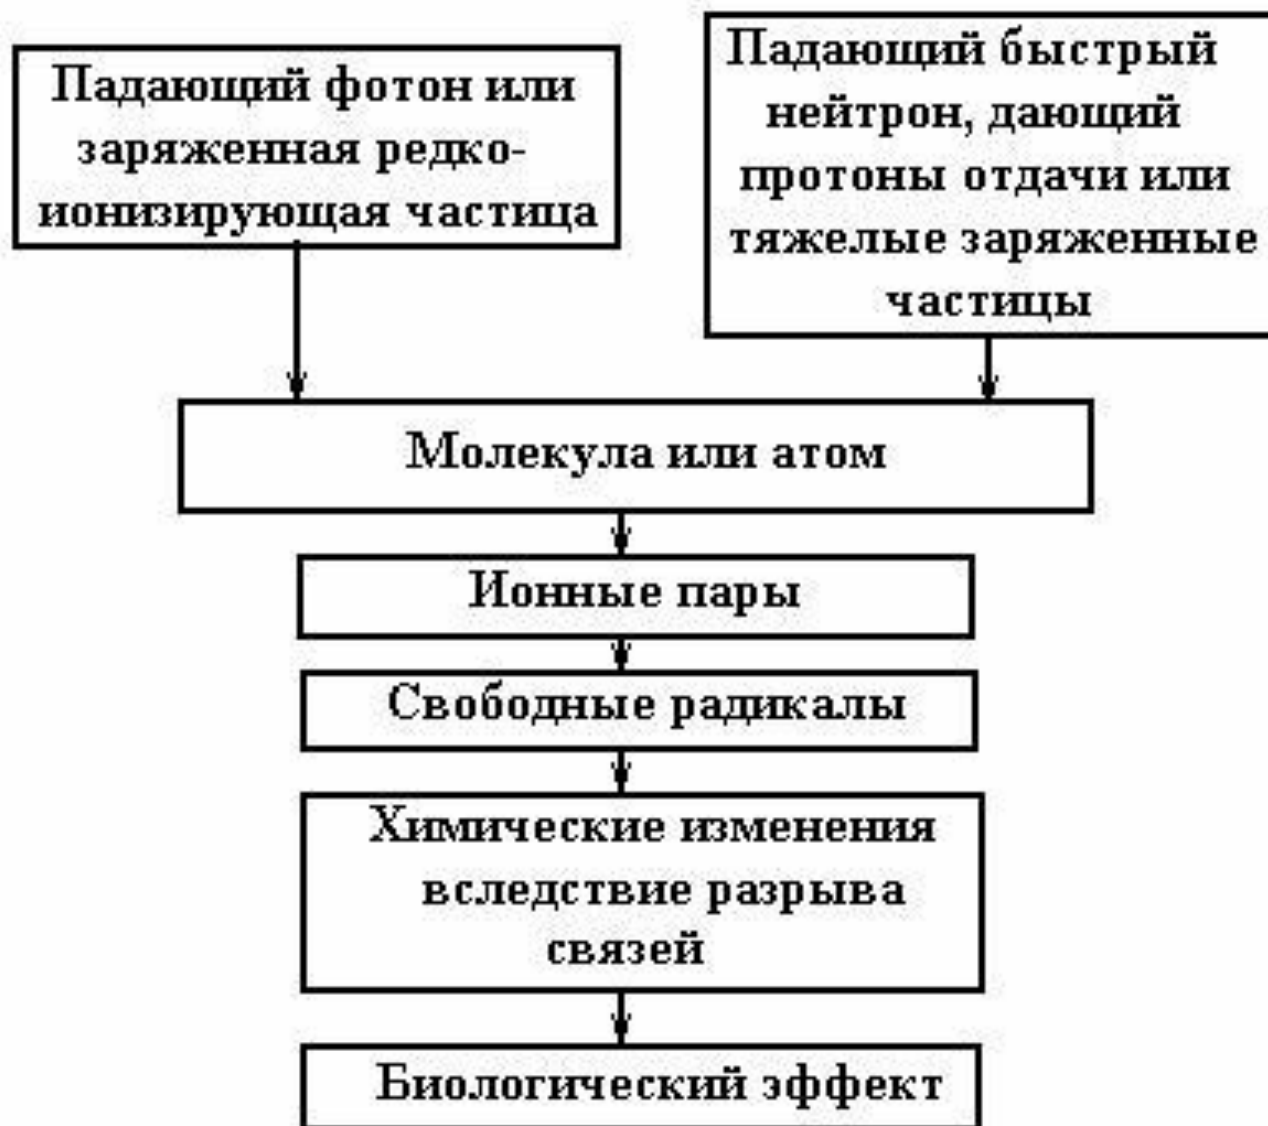 Падающий фотон или
заряженная редко-
ионизирующая частица
Падающий быстрый
нейтрон, дающий
протоны отдачи или
тяжелые заряженные
частицы
Молекула или атом
Ионные пары
Свободные радикалы
Химические изменения
вследствие разрыва
связей
Биологический эффект